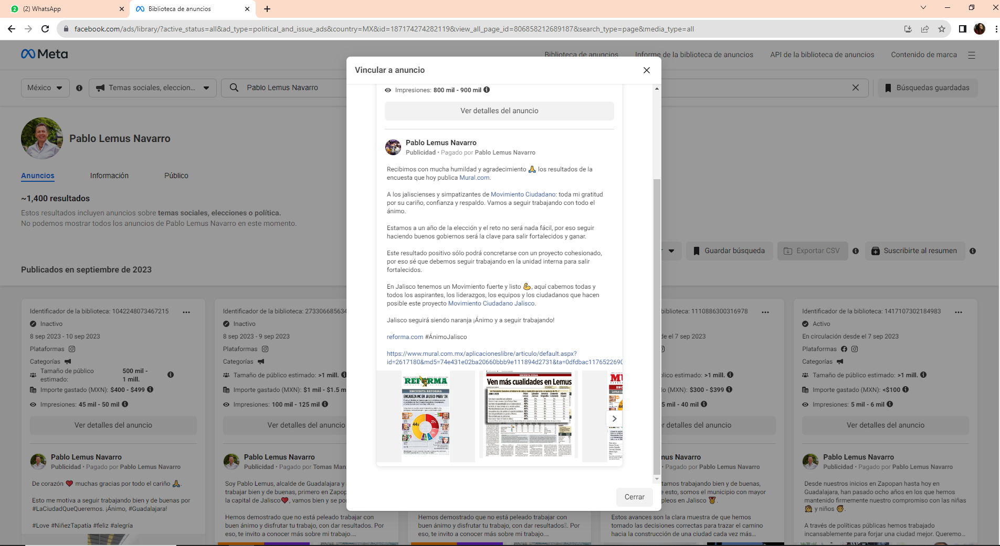 (2) WhatsApp
Biblioteca de anuncios
facebook.com/ads/library/?active_status=all&ad_type=political_and_issue_ads&country=MX&id=187174274282119&view_all_page_id=806858212689187&search_type=page&media_type=all
Meta
Biblioteca de anuncios
Informe de la biblioteca de anuncios
API de la biblioteca de anuncios
Contenido de marca
México
Temas sociales, eleccion...
Pablo Lemus Navarro
Búsquedas guardadas
Pablo Lemus Navarro
Anuncios
Información
Público
~1,400 resultados
Estos resultados incluyen anuncios sobre temas sociales, elecciones o política.
No podemos mostrar todos los anuncios de Pablo Lemus Navarro en este momento.
Guardar búsqueda
Exportar CSV
Suscribirte al resumen
Publicados en septiembre de 2023
Vincular a anuncio
Impresiones: 800 mil - 900 mil
Ver detalles del anuncio
Pablo Lemus Navarro
Publicidad • Pagado por Pablo Lemus Navarro
Recibimos con mucha humildad y agradecimiento 🙏 los resultados de la
encuesta que hoy publica Mural.com.
A los jaliscienses y simpatizantes de Movimiento Ciudadano: toda mi gratitud
por su cariño, confianza y respaldo. Vamos a seguir trabajando con todo el
ánimo.
Estamos a un año de la elección y el reto no será nada fácil, por eso seguir
haciendo buenos gobiernos será la clave para salir fortalecidos y ganar.
Este resultado positivo sólo podrá concretarse con un proyecto cohesionado,
por eso sé que debemos seguir trabajando en la unidad interna para salir
fortalecidos.
En Jalisco tenemos un Movimiento fuerte y listo 💪, aquí cabemos todas y
todos los aspirantes, los liderazgos, los equipos y los ciudadanos que hacen
posible este proyecto Movimiento Ciudadano Jalisco.
Jalisco seguirá siendo naranja ¡Ánimo y a seguir trabajando!
reforma.com #ÁnimoJalisco
https://www.mural.com.mx/aplicacioneslibre/articulo/default.aspx?
id=2617180&md5=74e431e02ba20660bbb9e111894d2731&ta=0dfdbac1176522690
REFORMA
ENCUESTA REFORMA
ENCABEZA MC EN JALISCO PARA '24
44%
27%
ENCUESTA MURAL
Ven más cualidades en Lemus
JUNIO 2023
Cerrar
Identificador de la biblioteca: 1042248073467215
Inactivo
8 sep 2023 - 10 sep 2023
Plataformas
Categorías
Tamaño de público
estimado:
500 mil -
1 mill.
Importe gastado (MXN): $400 - $499
Impresiones: 45 mil - 50 mil
Ver detalles del anuncio
Pablo Lemus Navarro
Publicidad • Pagado por Pablo Lemus Navarro
De corazón ❤️ muchas gracias por todo el cariño 🙏.
Esto me motiva a seguir trabajando bien y de buenas por
#LaCiudadQueQueremos. ¡Ánimo, #Guadalajara!
#Love #NiñezTapatía #feliz #alegría
Identificador de la biblioteca: 273306685634
Inactivo
8 sep 2023 - 9 sep 2023
Plataformas
Categorías
Tamaño de público estimado: >1 mill.
Importe gastado (MXN): $1 mil - $1.5 m
Impresiones: 100 mil - 125 mil
Ver detalles del anuncio
Pablo Lemus Navarro
Publicidad • Pagado por Tomas Man
Soy Pablo Lemus, alcalde de Guadalajara y
trabajar bien y de buenas, primero en Zapop
la capital de Jalisco❤️, vamos bien y se po
Hemos demostrado que no está peleado trabajar con
buen ánimo y disfrutar tu trabajo, con dar resultados. Por
eso, te invito a conocer más sobre mi trabajo....
Hemos demostrado que no está peleado trabajar con
buen ánimo y disfrutar tu trabajo, con dar resultados. Por
eso, te invito a conocer más sobre mi trabajo....
biblioteca: 1110886300316978
de el 7 sep 2023
lico estimado: >1 mill.
do (MXN): $300 - $399
5 mil - 40 mil
r detalles del anuncio
nus Navarro
• Pagado por Pablo Lemus Navarro
tamos trabajando bien y de buenas,
e esto, somos el municipio con mayor
pleos en Jalisco 🏅.
Estos avances son la clara muestra de que hemos
tomado las decisiones correctas para trazar el camino
hacia la construcción de una ciudad cada vez más...
Identificador de la biblioteca: 1417107302184983
Activo
En circulación desde el 7 sep 2023
Plataformas
Categorías
Tamaño de público estimado: >1 mill.
Importe gastado (MXN): <$100
Impresiones: 5 mil - 6 mil
Ver detalles del anuncio
Pablo Lemus Navarro
Publicidad • Pagado por Pablo Lemus Navarro
Desde nuestros inicios en Zapopan hasta hoy en
Guadalajara, han pasado ocho años en los que hemos
mantenido firmemente nuestro compromiso con las niñas
👧 y niños 👦.
A través de políticas públicas hemos trabajado
incansablemente para forjar una ciudad mejor. Queremo...